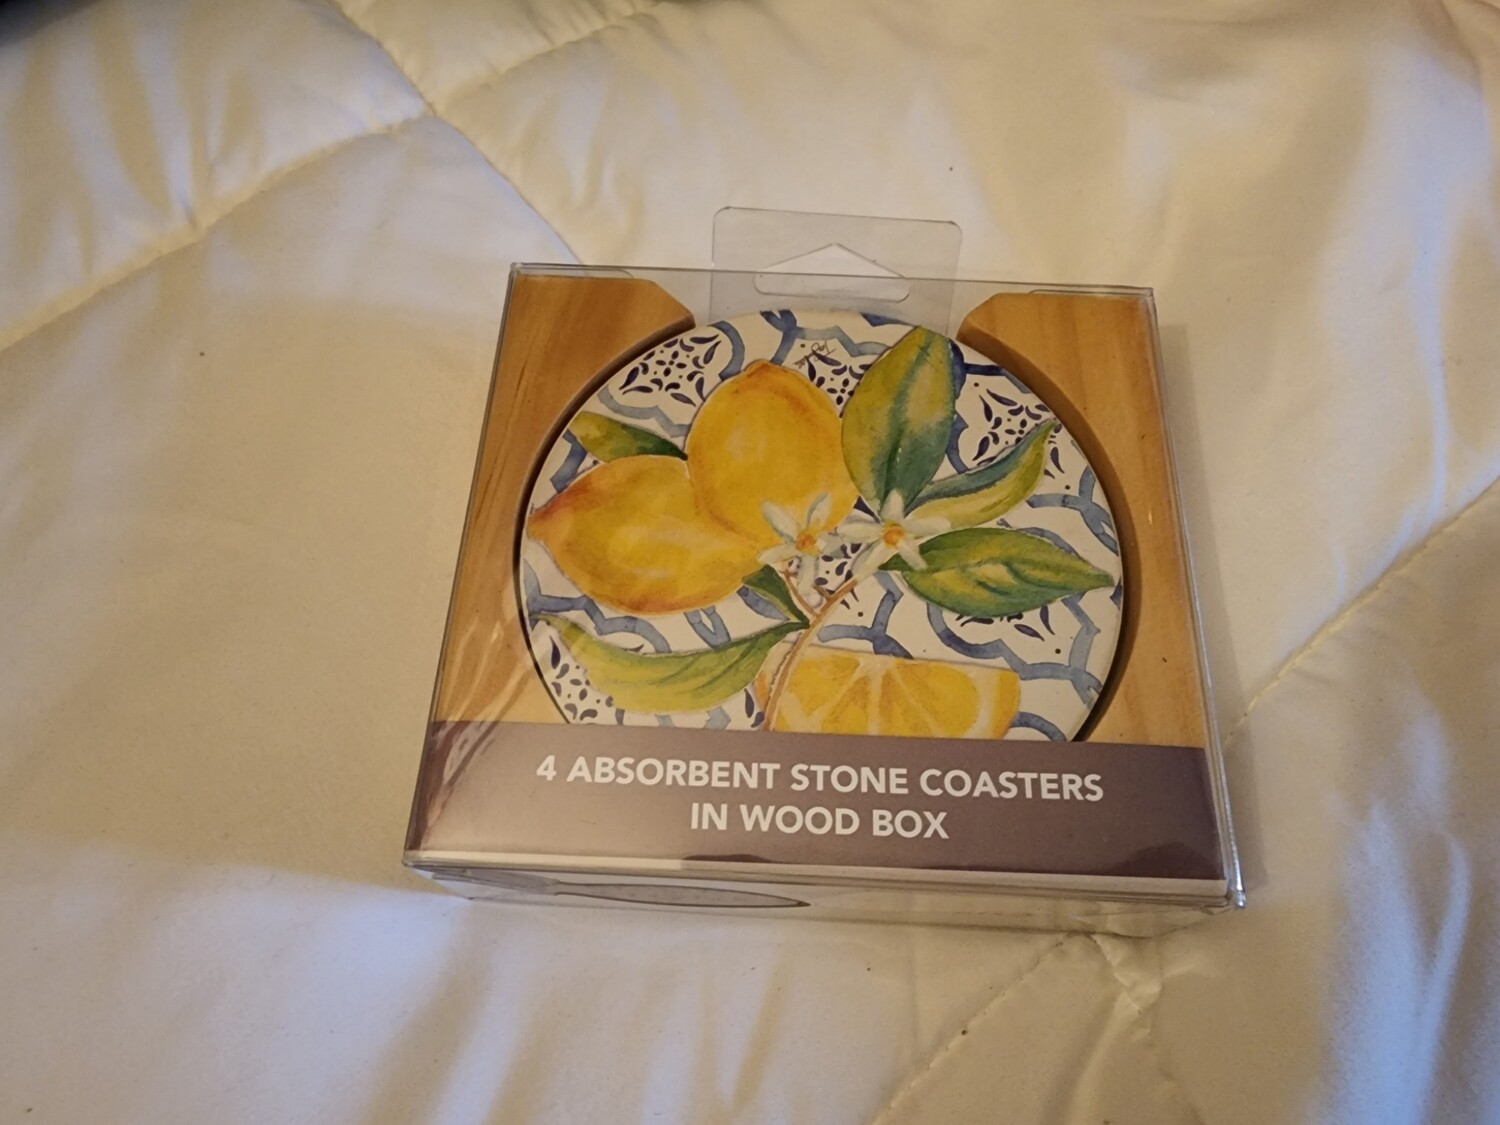 4 ABSORBENT STONE COASTERS
IN WOOD BOX